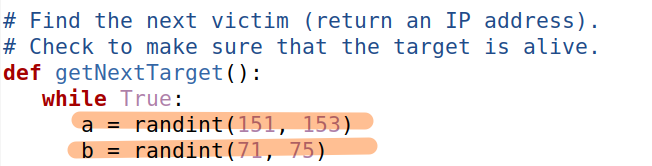 # Find the next victim (return an IP address).
# Check to make sure that the target is alive.
def getNextTarget():
   while True:
      a = randint(151, 153)
      b = randint(71, 75)